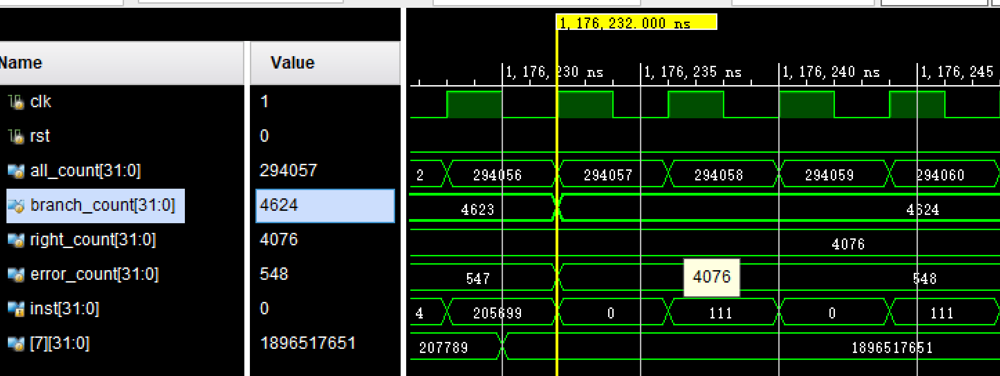 1, 176, 232.000 ns
Name Value 1, 176, 230 ns 1, 176, 235 ns 1, 176, 240 ns 1, 176, 245
clk 1
rst 0
all_count[31:0] 294057 2 294056 294057 294058 294059 294060
branch_count[31:0] 4624 4623 4624
right_count[31:0] 4076 4076
error_count[31:0] 548 547 4076 548
inst[31:0] 0 4 205699 0 111 0 111
[7][31:0] 1896517651 207789 1896517651